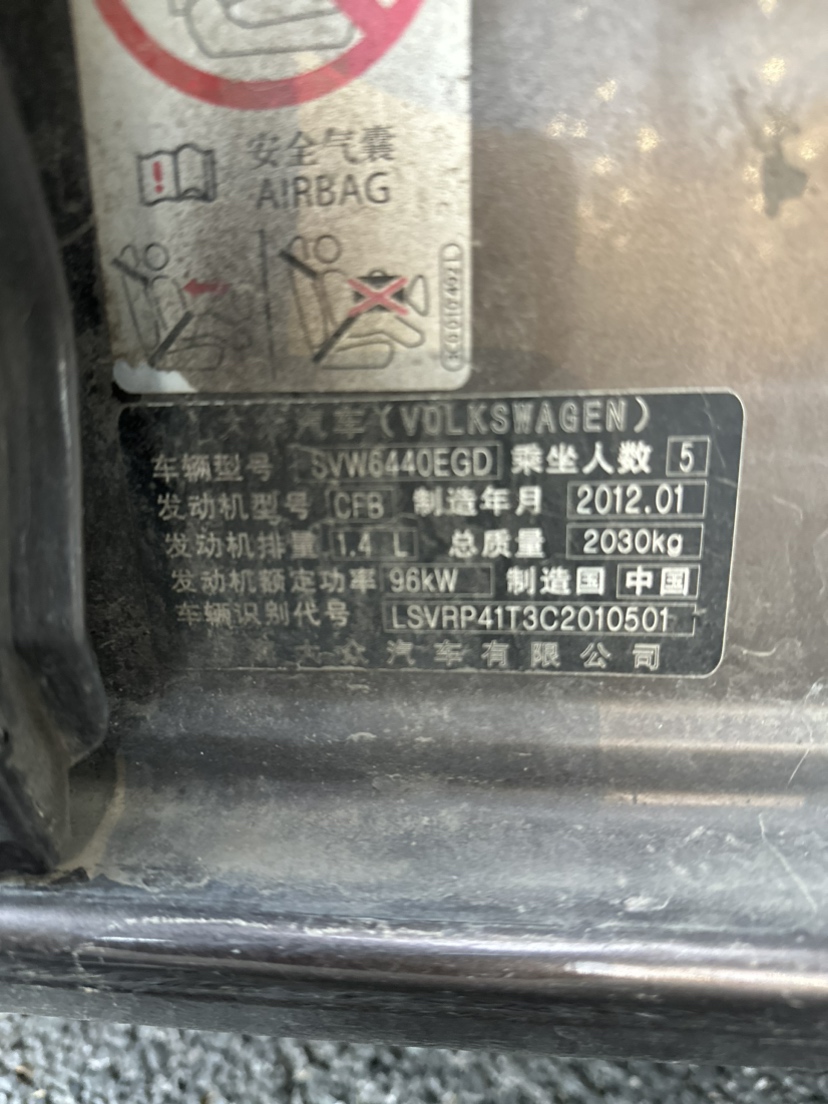 安全气囊
AIRBAG
大众汽车(VOLKSWAGEN)
车辆型号 SVW6440EGD 乘坐人数 5
发动机型号 CFB 制造年月 2012.01
发动机排量 1.4 L 总质量 2030kg
发动机额定功率 96kW 制造国 中国
车辆识别代号 LSVRP41T3C2010501
大众汽车有限公司